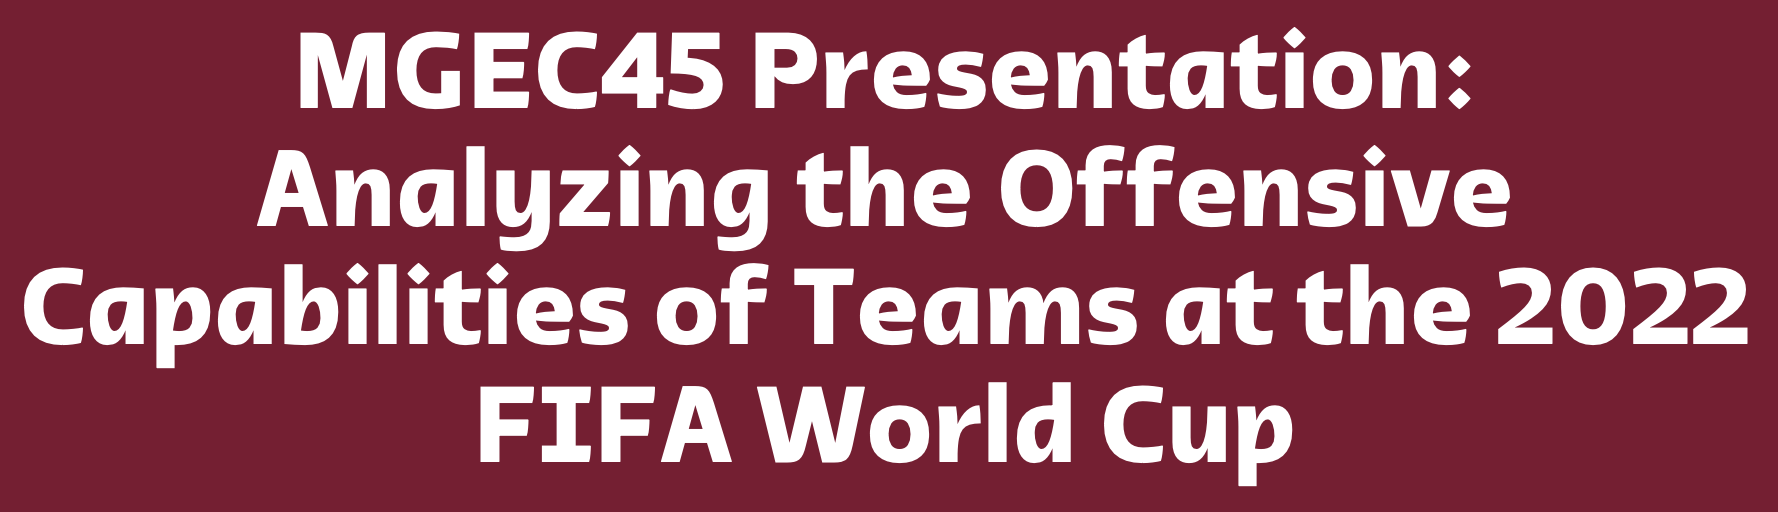 MGEC45 Presentation:
Analyzing the Offensive
Capabilities of Teams at the 2022
FIFA World Cup